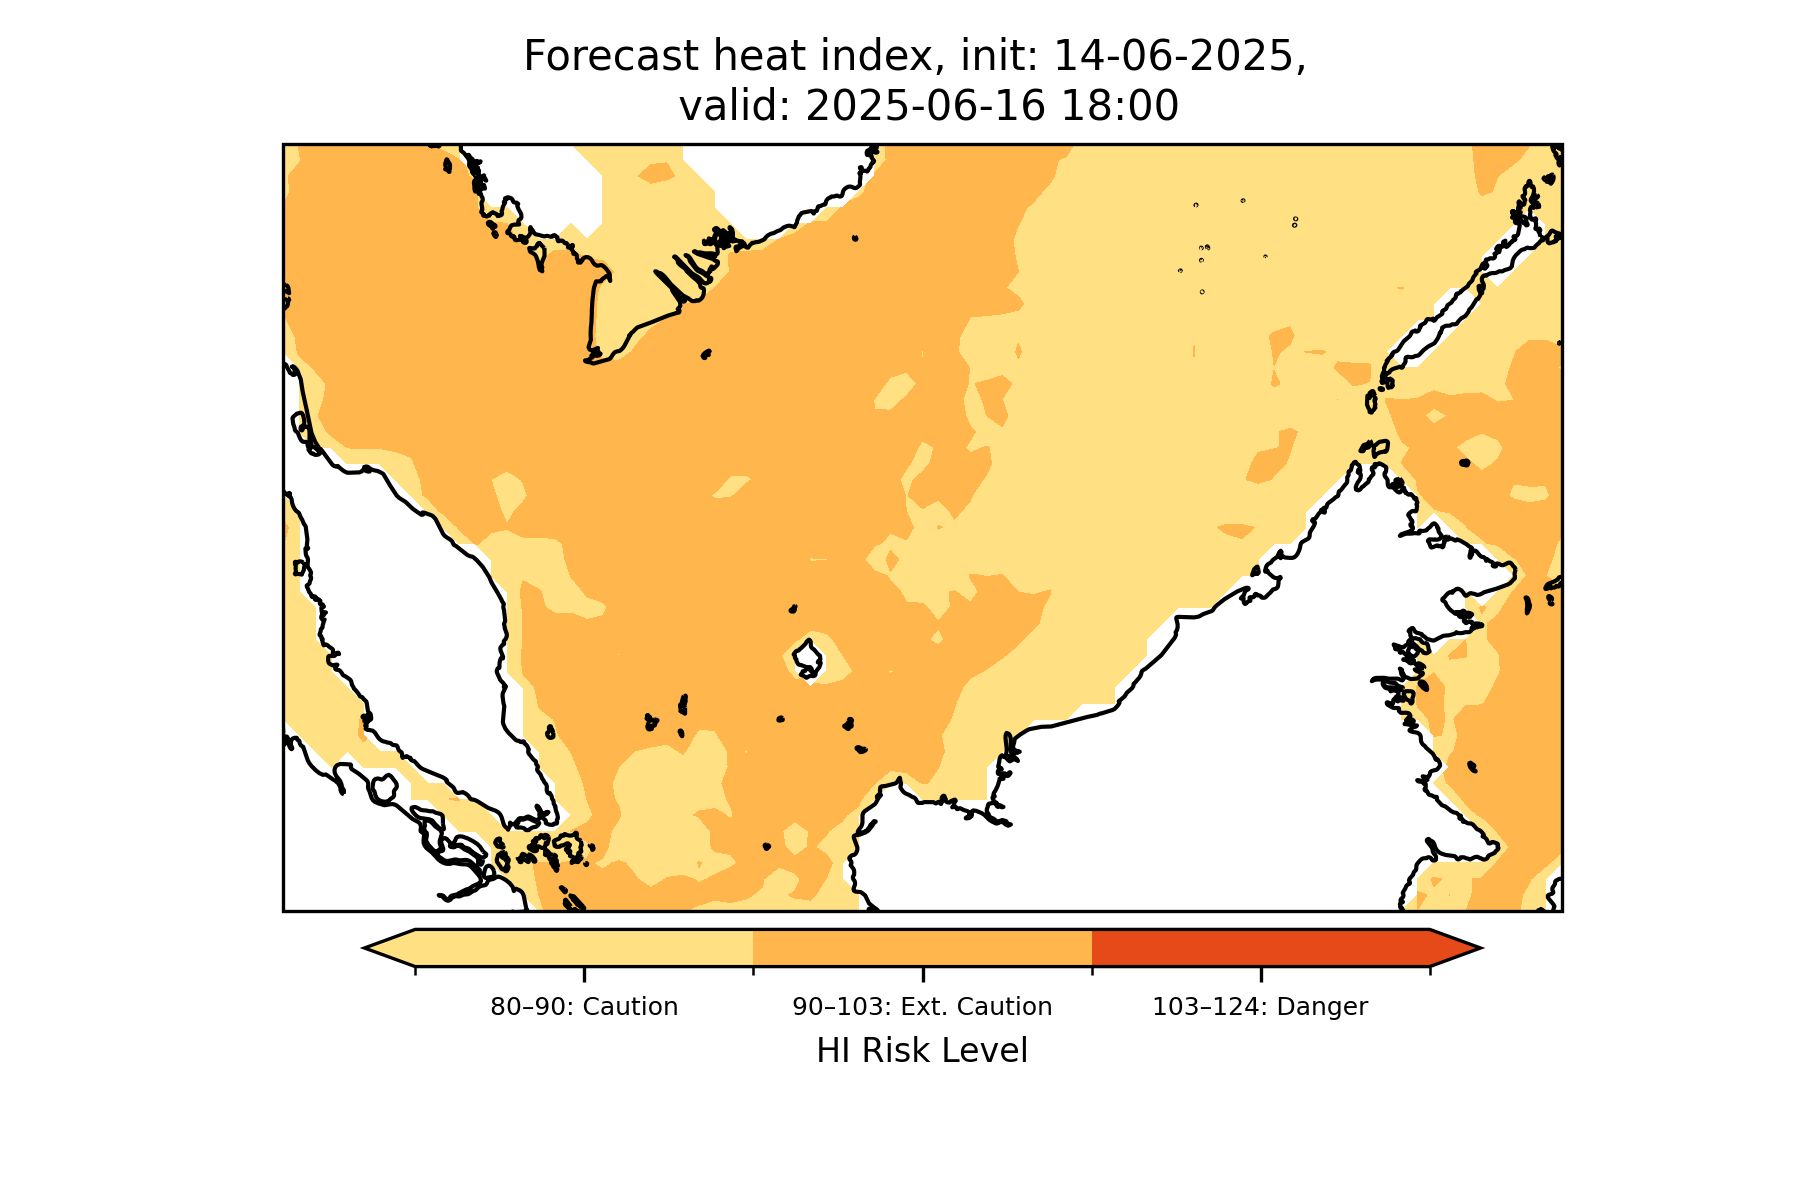 Forecast heat index, init: 14-06-2025,
valid: 2025-06-16 18:00
80–90: Caution
90–103: Ext. Caution
103–124: Danger
HI Risk Level